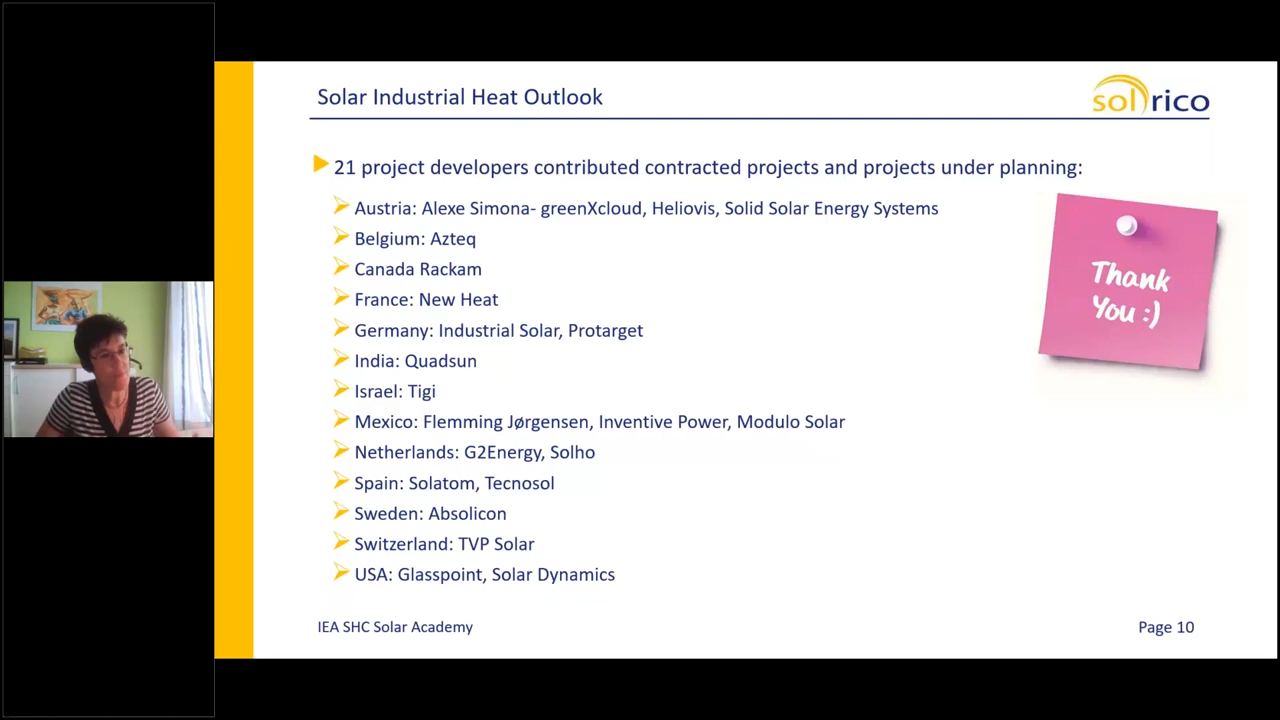 Solar Industrial Heat Outlook
sol rico
21 project developers contributed contracted projects and projects under planning:
Austria: Alexe Simona- greenXcloud, Heliovis, Solid Solar Energy Systems
Belgium: Azteq
Canada Rackam
France: New Heat
Germany: Industrial Solar, Protarget
India: Quadsun
Israel: Tigi
Mexico: Flemming Jørgensen, Inventive Power, Modulo Solar
Netherlands: G2Energy, Solho
Spain: Solatom, Tecnosol
Sweden: Absolicon
Switzerland: TVP Solar
USA: Glasspoint, Solar Dynamics
Thank
You :)
IEA SHC Solar Academy
Page 10